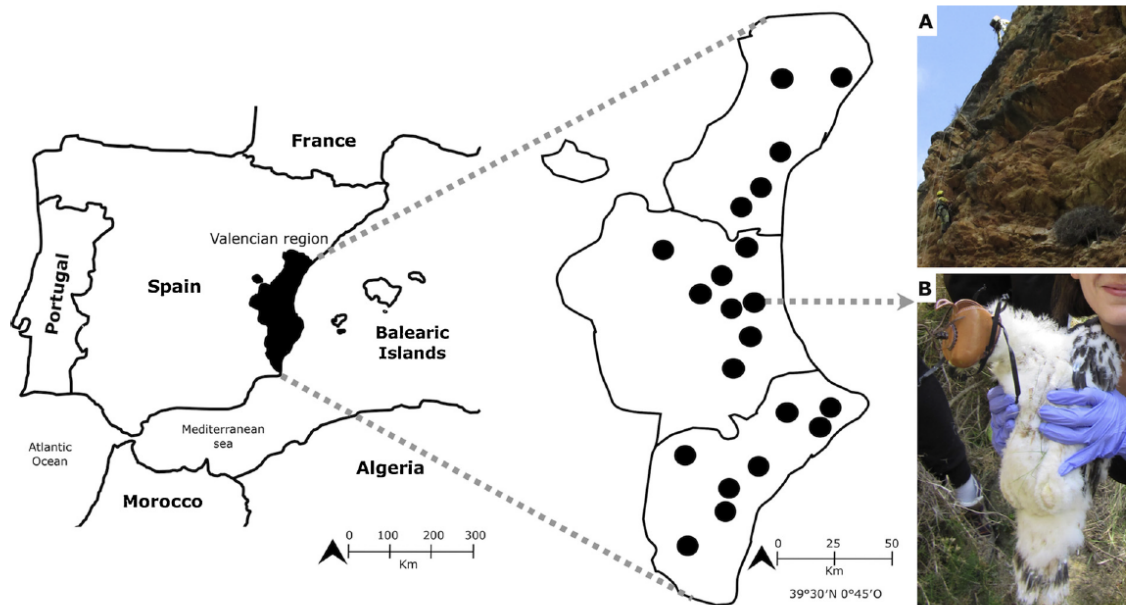 France
Valencian region
Portugal
Spain
Balearic
Islands
Mediterranean
sea
Atlantic
Ocean
Algeria
Morocco
0 100 200 300
Km
0 25 50
Km
39°30'N 0°45'O
A
B